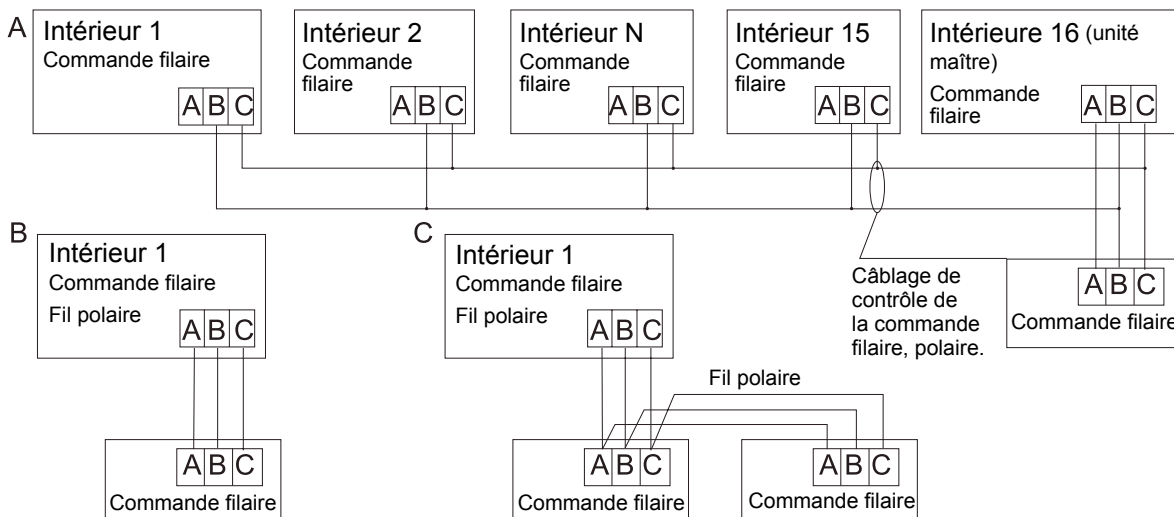 A
Intérieur 1
Commande filaire
A B C
Intérieur 2
Commande
filaire
A B C
Intérieur N
Commande
filaire
A B C
Intérieur 15
Commande
filaire
A B C
Intérieure 16 (unité
maître)
Commande
filaire
A B C
Câblage de
contrôle de
la commande
filaire, polaire.
A B C
Commande filaire
B
Intérieur 1
Commande filaire
Fil polaire
A B C
A B C
Commande filaire
C
Intérieur 1
Commande filaire
Fil polaire
A B C
Fil polaire
A B C
Commande filaire
A B C
Commande filaire